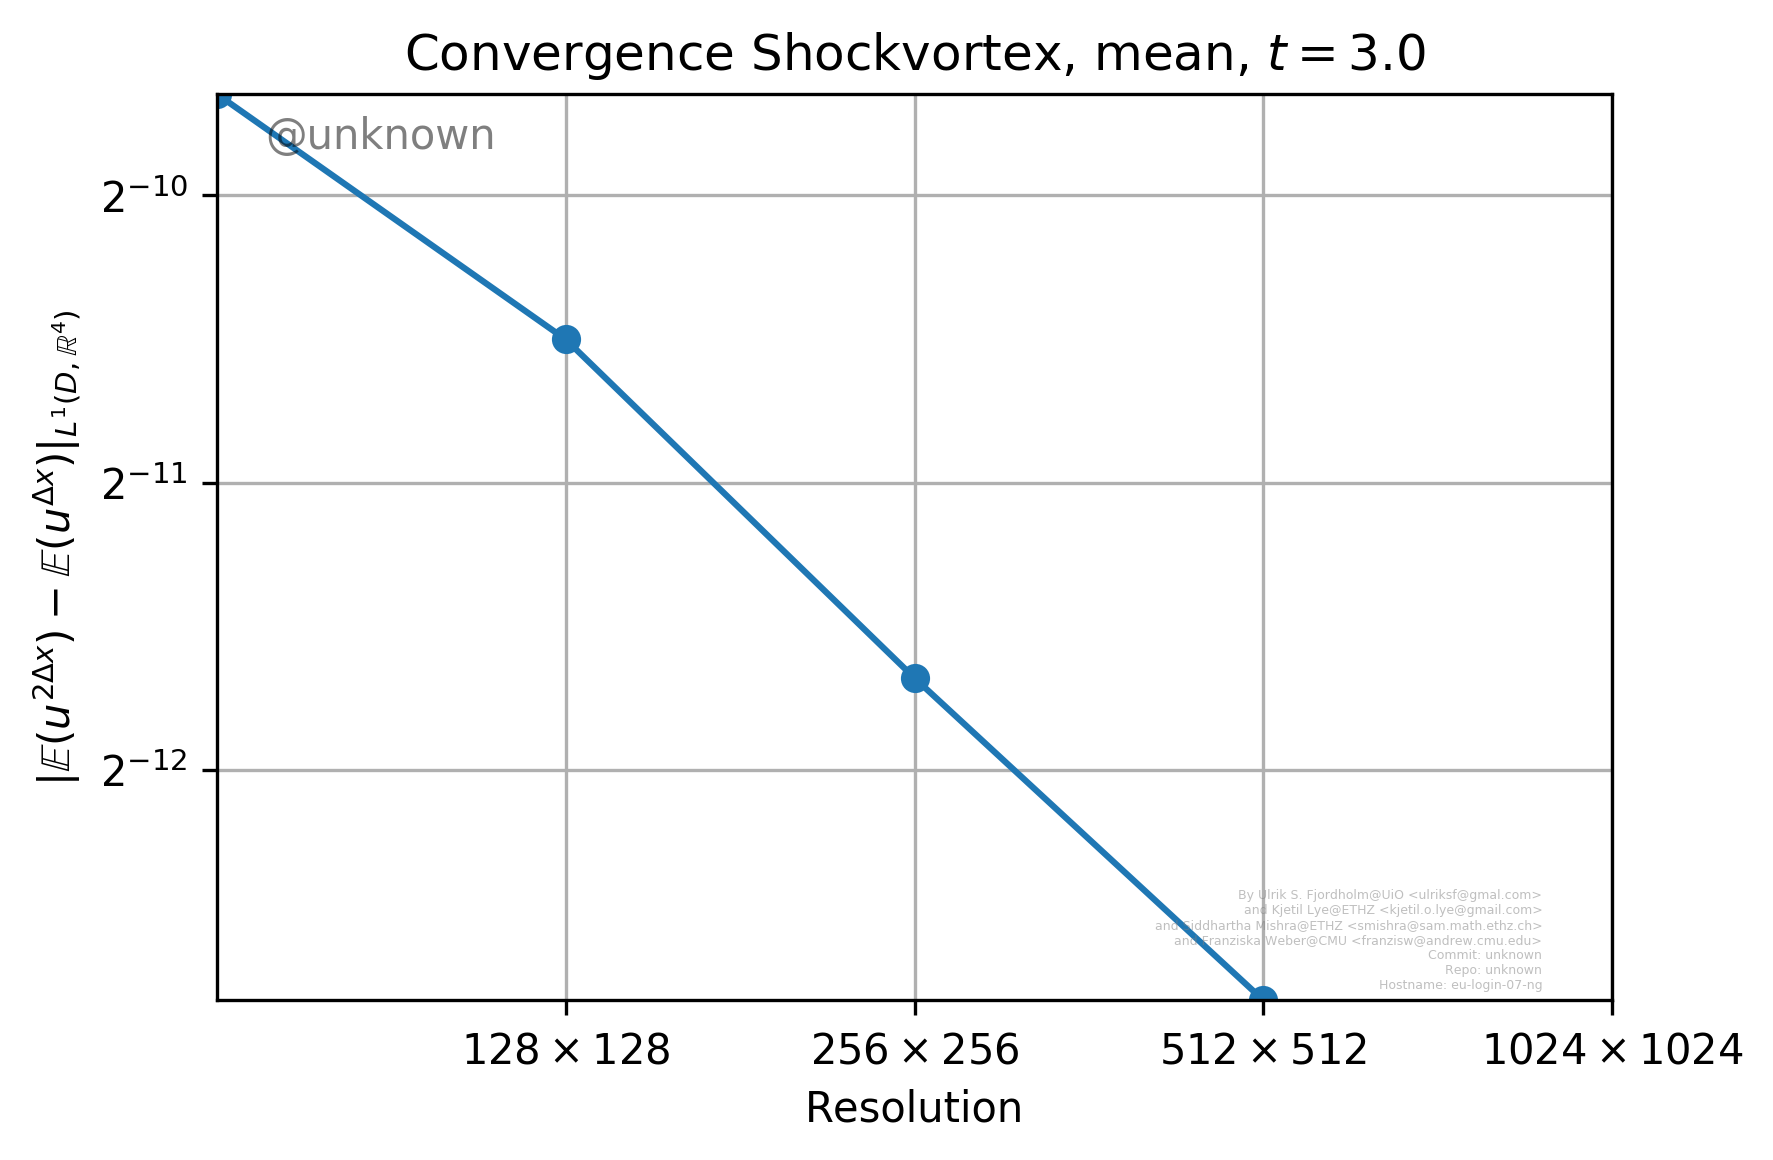 Convergence Shockvortex, mean, t = 3.0
@unknown
2⁻¹⁰
2⁻¹¹
2⁻¹²
|𝔼(u^{2Δx}) − 𝔼(u^{Δx})|_{L¹(D, ℝ⁴)}
By Ulrik S. Fjordholm@UiO <ulriksf@gmal.com>
and Kjetil Lye@ETHZ <kjetil.o.lye@gmail.com>
and Siddhartha Mishra@ETHZ <smishra@sam.math.ethz.ch>
and Franziska Weber@CMU <franzisw@andrew.cmu.edu>
Commit: unknown
Repo: unknown
Hostname: eu-login-07-ng
128 × 128 256 × 256 512 × 512 1024 × 1024
Resolution